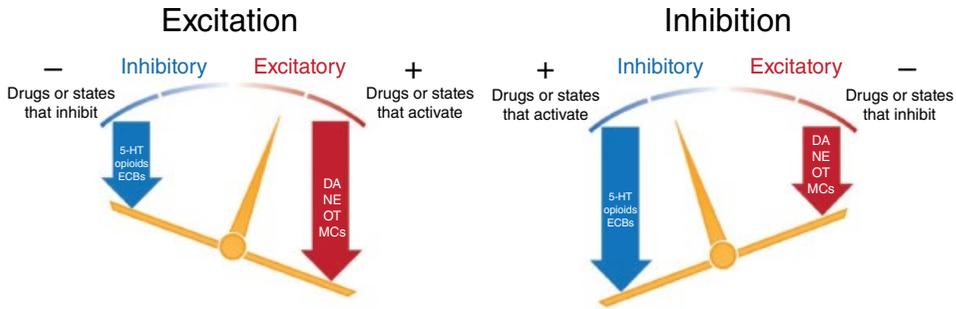 Excitation
− Inhibitory Excitatory +
Drugs or states
that inhibit
Drugs or states
that activate
5-HT
opioids
ECBs
DA
NE
OT
MCs
Inhibition
+ Inhibitory Excitatory −
Drugs or states
that activate
Drugs or states
that inhibit
5-HT
opioids
ECBs
DA
NE
OT
MCs